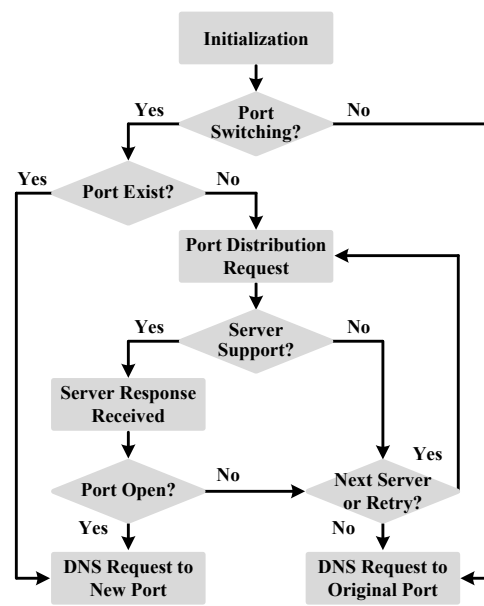 Initialization
Yes
Port
Switching?
No
Yes
Port Exist?
No
Port Distribution
Request
Yes
Server
Support?
No
Server Response
Received
Yes
Port Open?
No
Next Server
or Retry?
Yes
No
DNS Request to
New Port
DNS Request to
Original Port